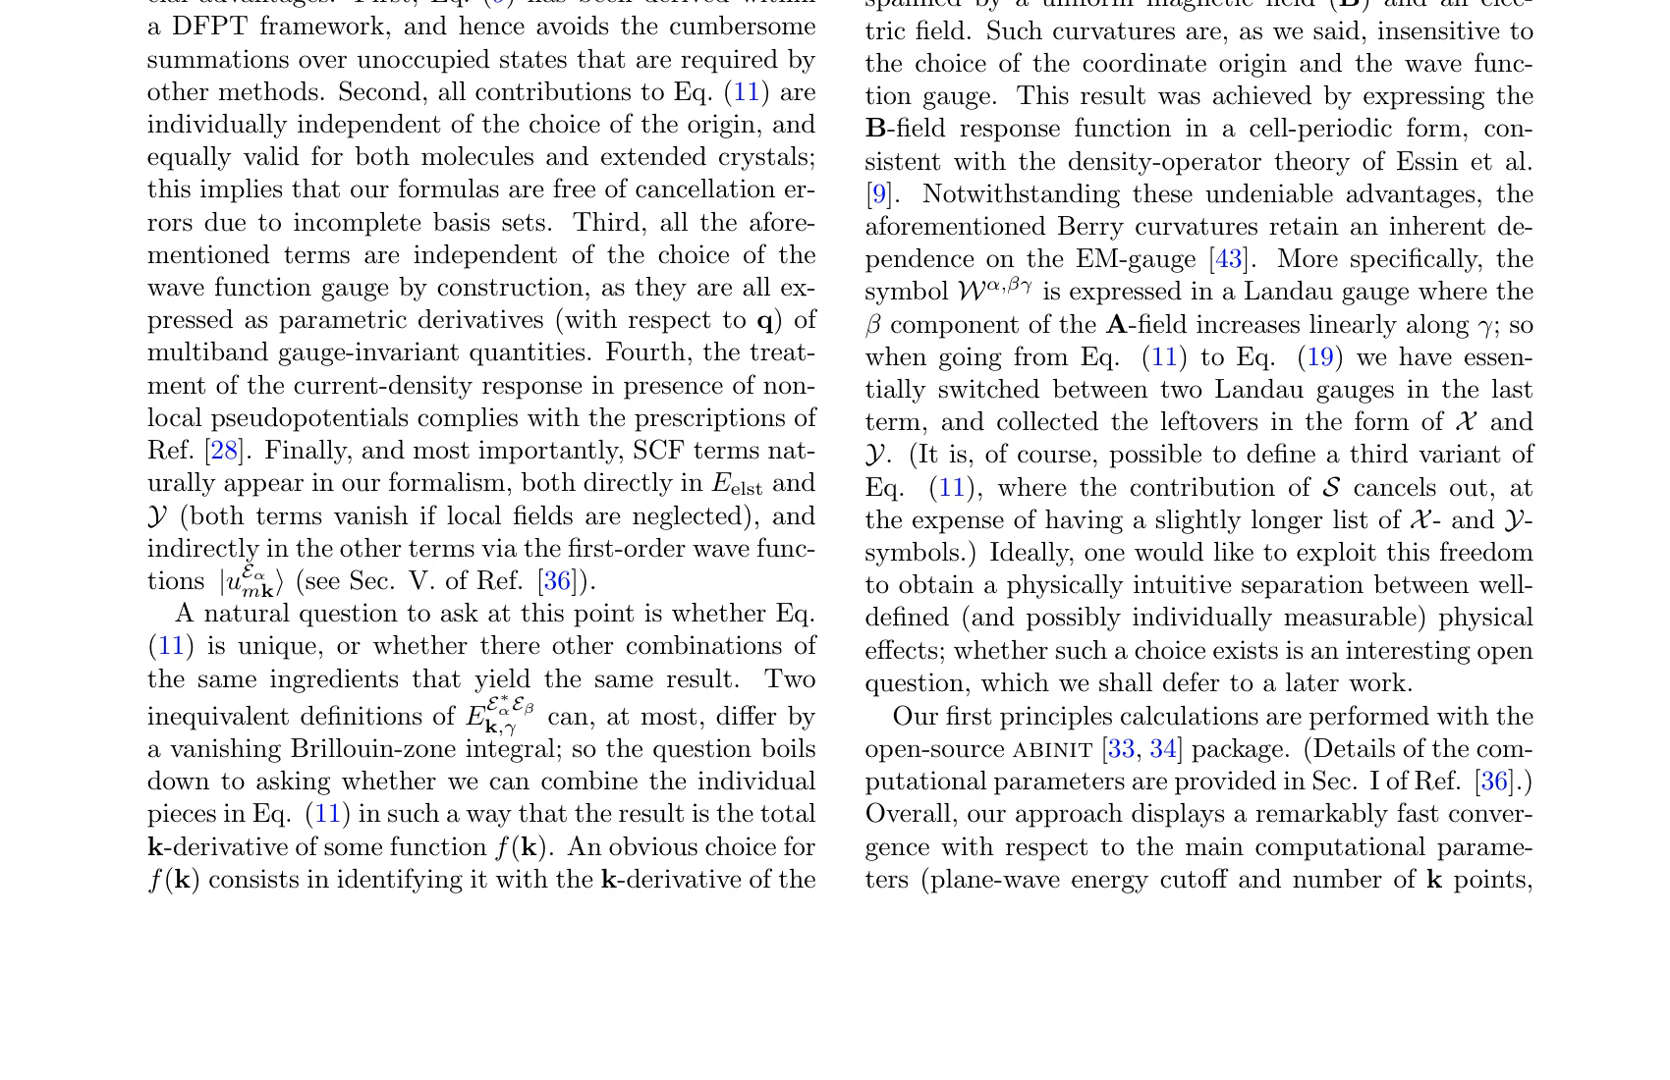 a DFPT framework, and hence avoids the cumbersome
summations over unoccupied states that are required by
other methods. Second, all contributions to Eq. (11) are
individually independent of the choice of the origin, and
equally valid for both molecules and extended crystals;
this implies that our formulas are free of cancellation er-
rors due to incomplete basis sets. Third, all the afore-
mentioned terms are independent of the choice of the
wave function gauge by construction, as they are all ex-
pressed as parametric derivatives (with respect to q) of
multiband gauge-invariant quantities. Fourth, the treat-
ment of the current-density response in presence of non-
local pseudopotentials complies with the prescriptions of
Ref. [28]. Finally, and most importantly, SCF terms nat-
urally appear in our formalism, both directly in E_elst and
𝒴 (both terms vanish if local fields are neglected), and
indirectly in the other terms via the first-order wave func-
tions |u^{ℰ_α}_{mk}⟩ (see Sec. V. of Ref. [36]).
A natural question to ask at this point is whether Eq.
(11) is unique, or whether there other combinations of
the same ingredients that yield the same result. Two
inequivalent definitions of E^{ℰ*_α ℰ_β}_{k,γ} can, at most, differ by
a vanishing Brillouin-zone integral; so the question boils
down to asking whether we can combine the individual
pieces in Eq. (11) in such a way that the result is the total
k-derivative of some function f(k). An obvious choice for
f(k) consists in identifying it with the k-derivative of the
tric field. Such curvatures are, as we said, insensitive to
the choice of the coordinate origin and the wave func-
tion gauge. This result was achieved by expressing the
B-field response function in a cell-periodic form, con-
sistent with the density-operator theory of Essin et al.
[9]. Notwithstanding these undeniable advantages, the
aforementioned Berry curvatures retain an inherent de-
pendence on the EM-gauge [43]. More specifically, the
symbol 𝒲^{α,βγ} is expressed in a Landau gauge where the
β component of the A-field increases linearly along γ; so
when going from Eq. (11) to Eq. (19) we have essen-
tially switched between two Landau gauges in the last
term, and collected the leftovers in the form of 𝒳 and
𝒴. (It is, of course, possible to define a third variant of
Eq. (11), where the contribution of 𝒮 cancels out, at
the expense of having a slightly longer list of 𝒳- and 𝒴-
symbols.) Ideally, one would like to exploit this freedom
to obtain a physically intuitive separation between well-
defined (and possibly individually measurable) physical
effects; whether such a choice exists is an interesting open
question, which we shall defer to a later work.
Our first principles calculations are performed with the
open-source ABINIT [33, 34] package. (Details of the com-
putational parameters are provided in Sec. I of Ref. [36].)
Overall, our approach displays a remarkably fast conver-
gence with respect to the main computational parame-
ters (plane-wave energy cutoff and number of k points,